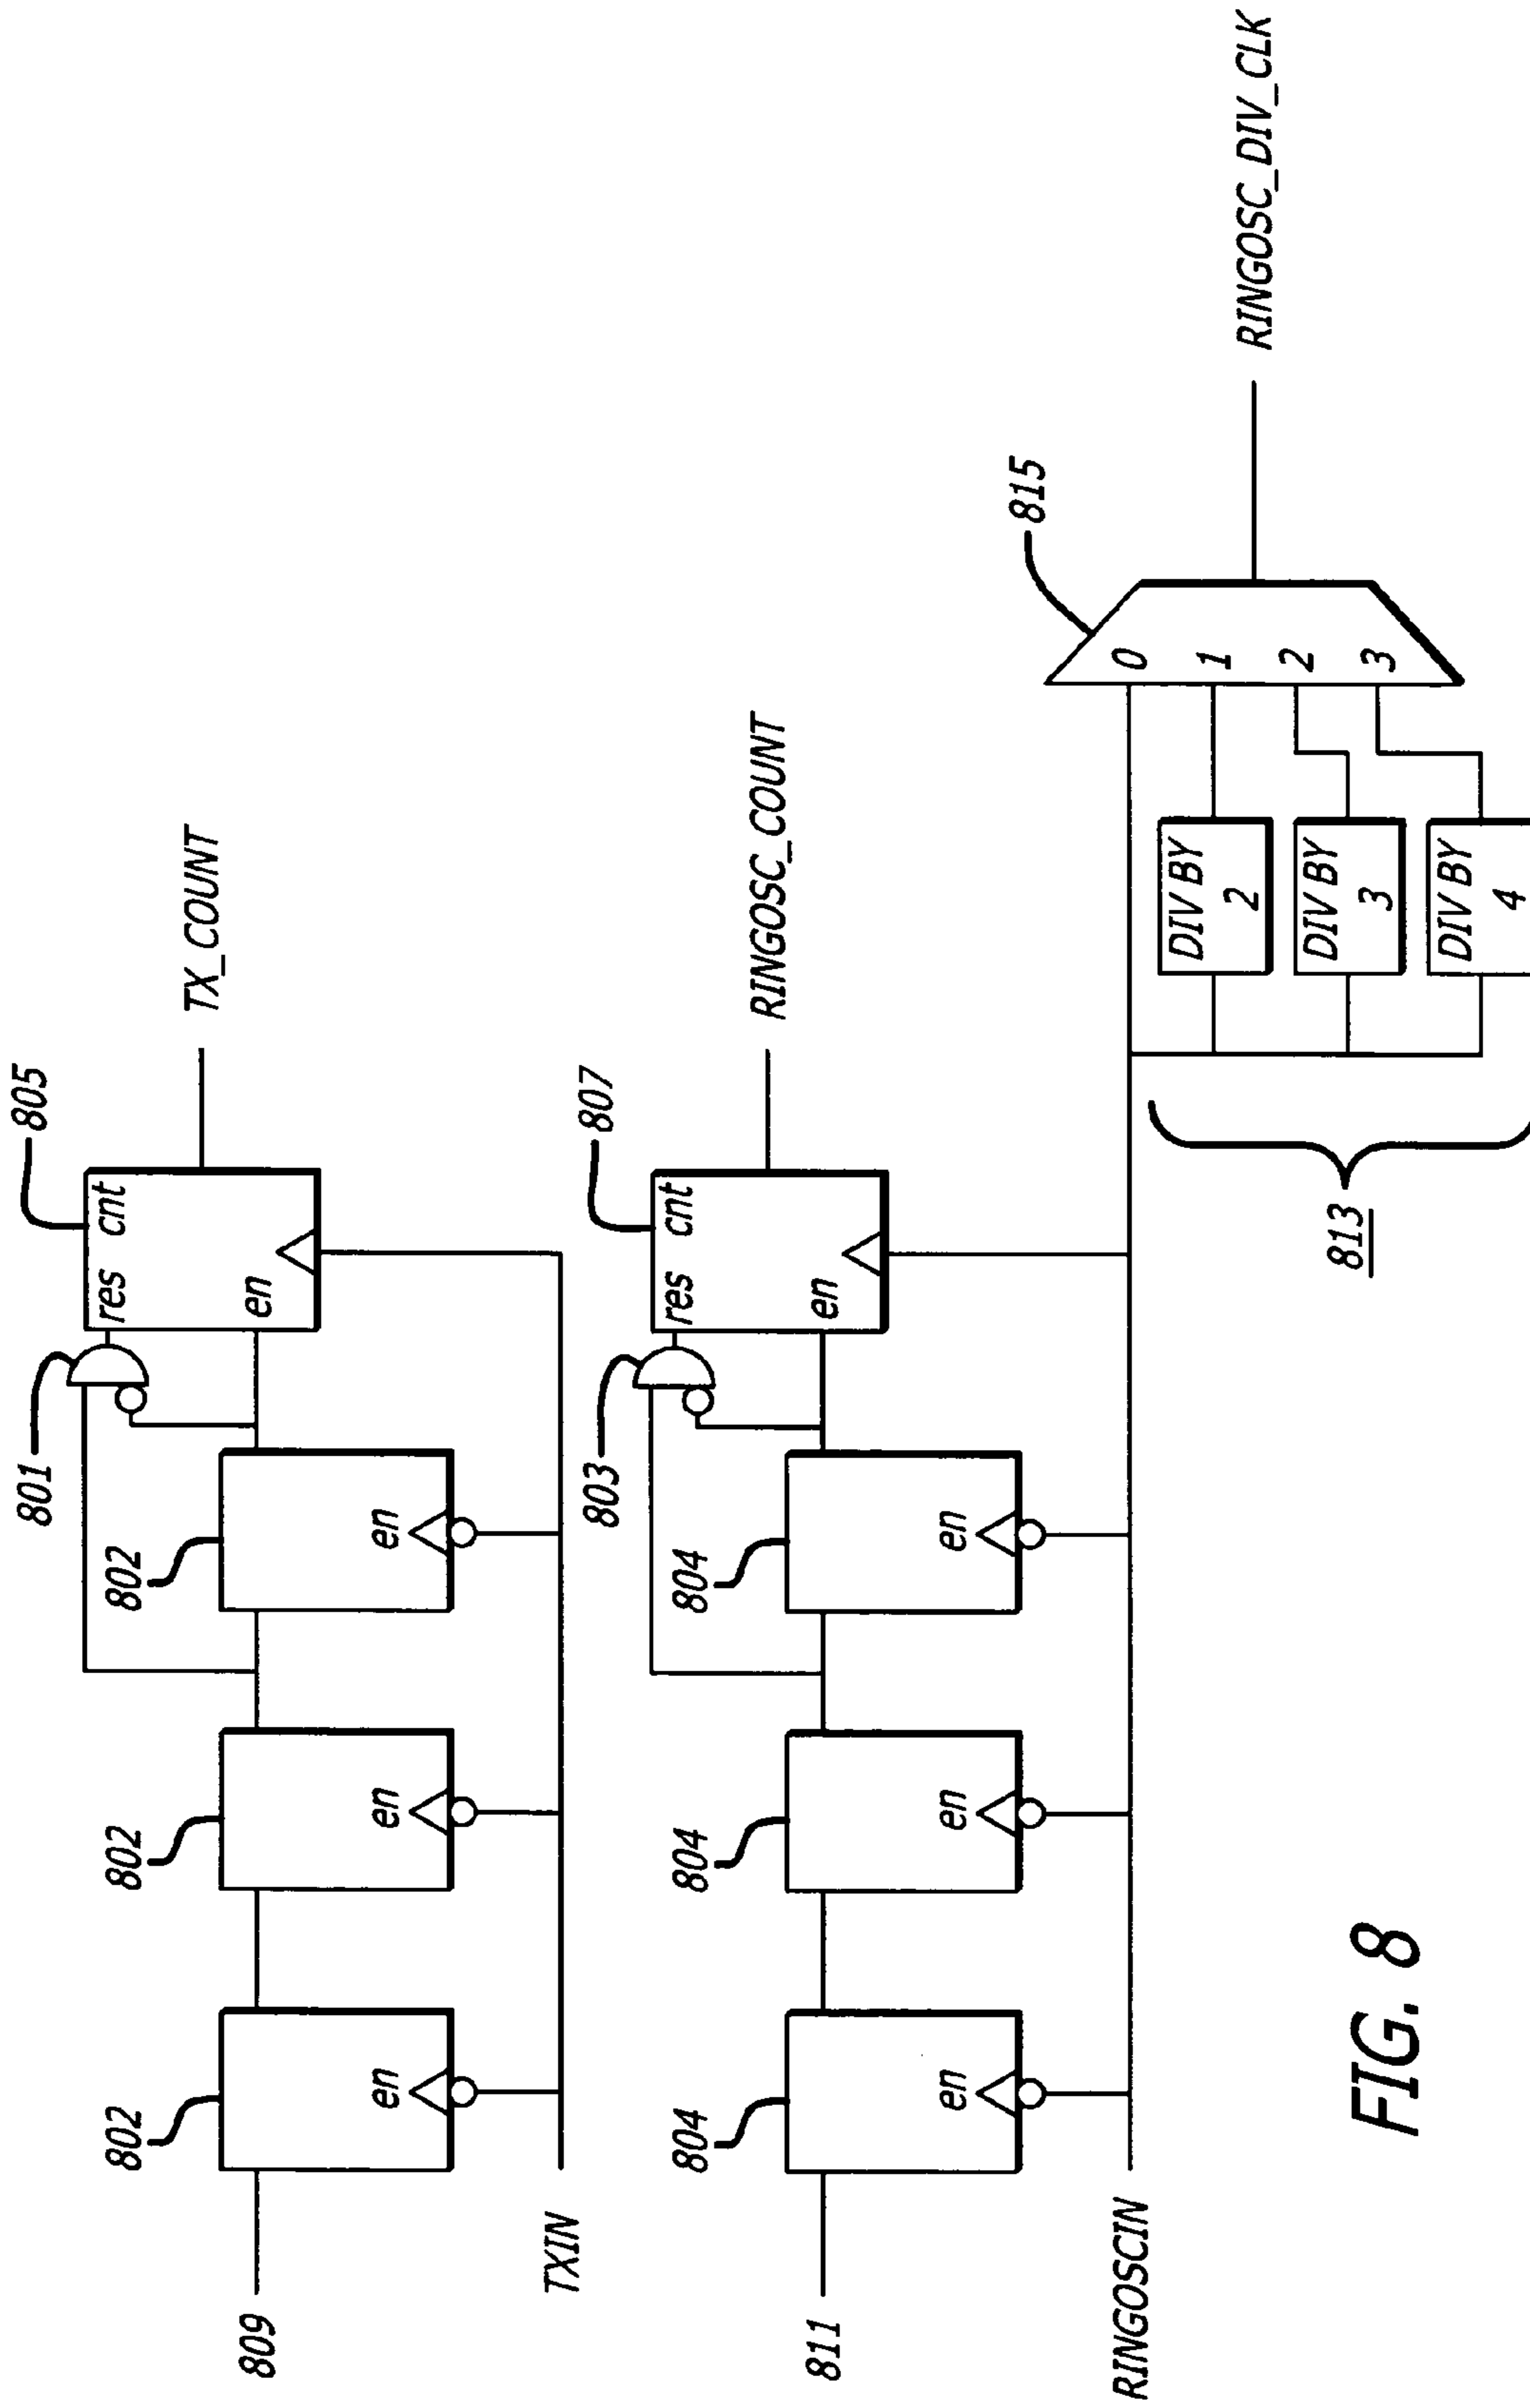 801
805
res cnt
en
TX_COUNT
802
802
802
en
en
en
809
TXIN
803
807
res cnt
en
RINGOSC_COUNT
804
804
804
en
en
en
811
RINGOSCIN
815
0
1
2
3
RINGOSC_DIV_CLK
DIV BY
2
DIV BY
3
DIV BY
4
813
FIG. 8